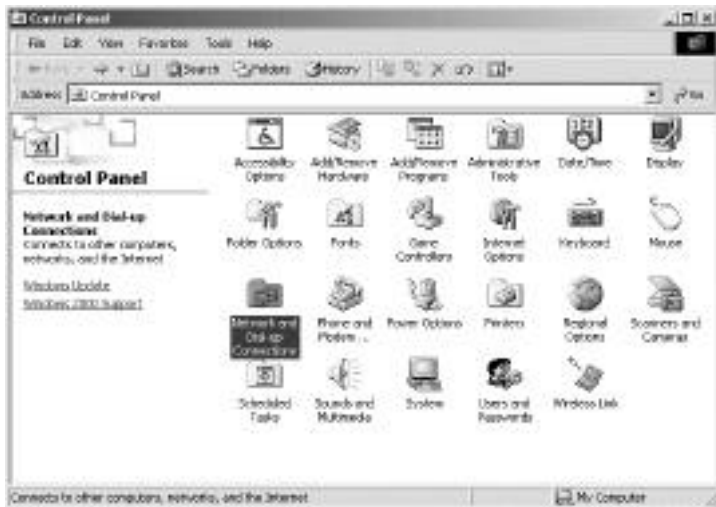 Control Panel
File Edit View Favorites Tools Help
Search Folders History
Address Control Panel Go
Control Panel
Network and Dial-up
Connections
Connects to other computers,
networks, and the Internet
Windows Update
Windows 2000 Support
Accessibility
Options
Add/Remove
Hardware
Add/Remove
Programs
Administrative
Tools
Date/Time
Display
Folder Options
Fonts
Game
Controllers
Internet
Options
Keyboard
Mouse
Network and
Dial-up
Connections
Phone and
Modem ...
Power Options
Printers
Regional
Options
Scanners and
Cameras
Scheduled
Tasks
Sounds and
Multimedia
System
Users and
Passwords
Wireless Link
Connects to other computers, networks, and the Internet
My Computer